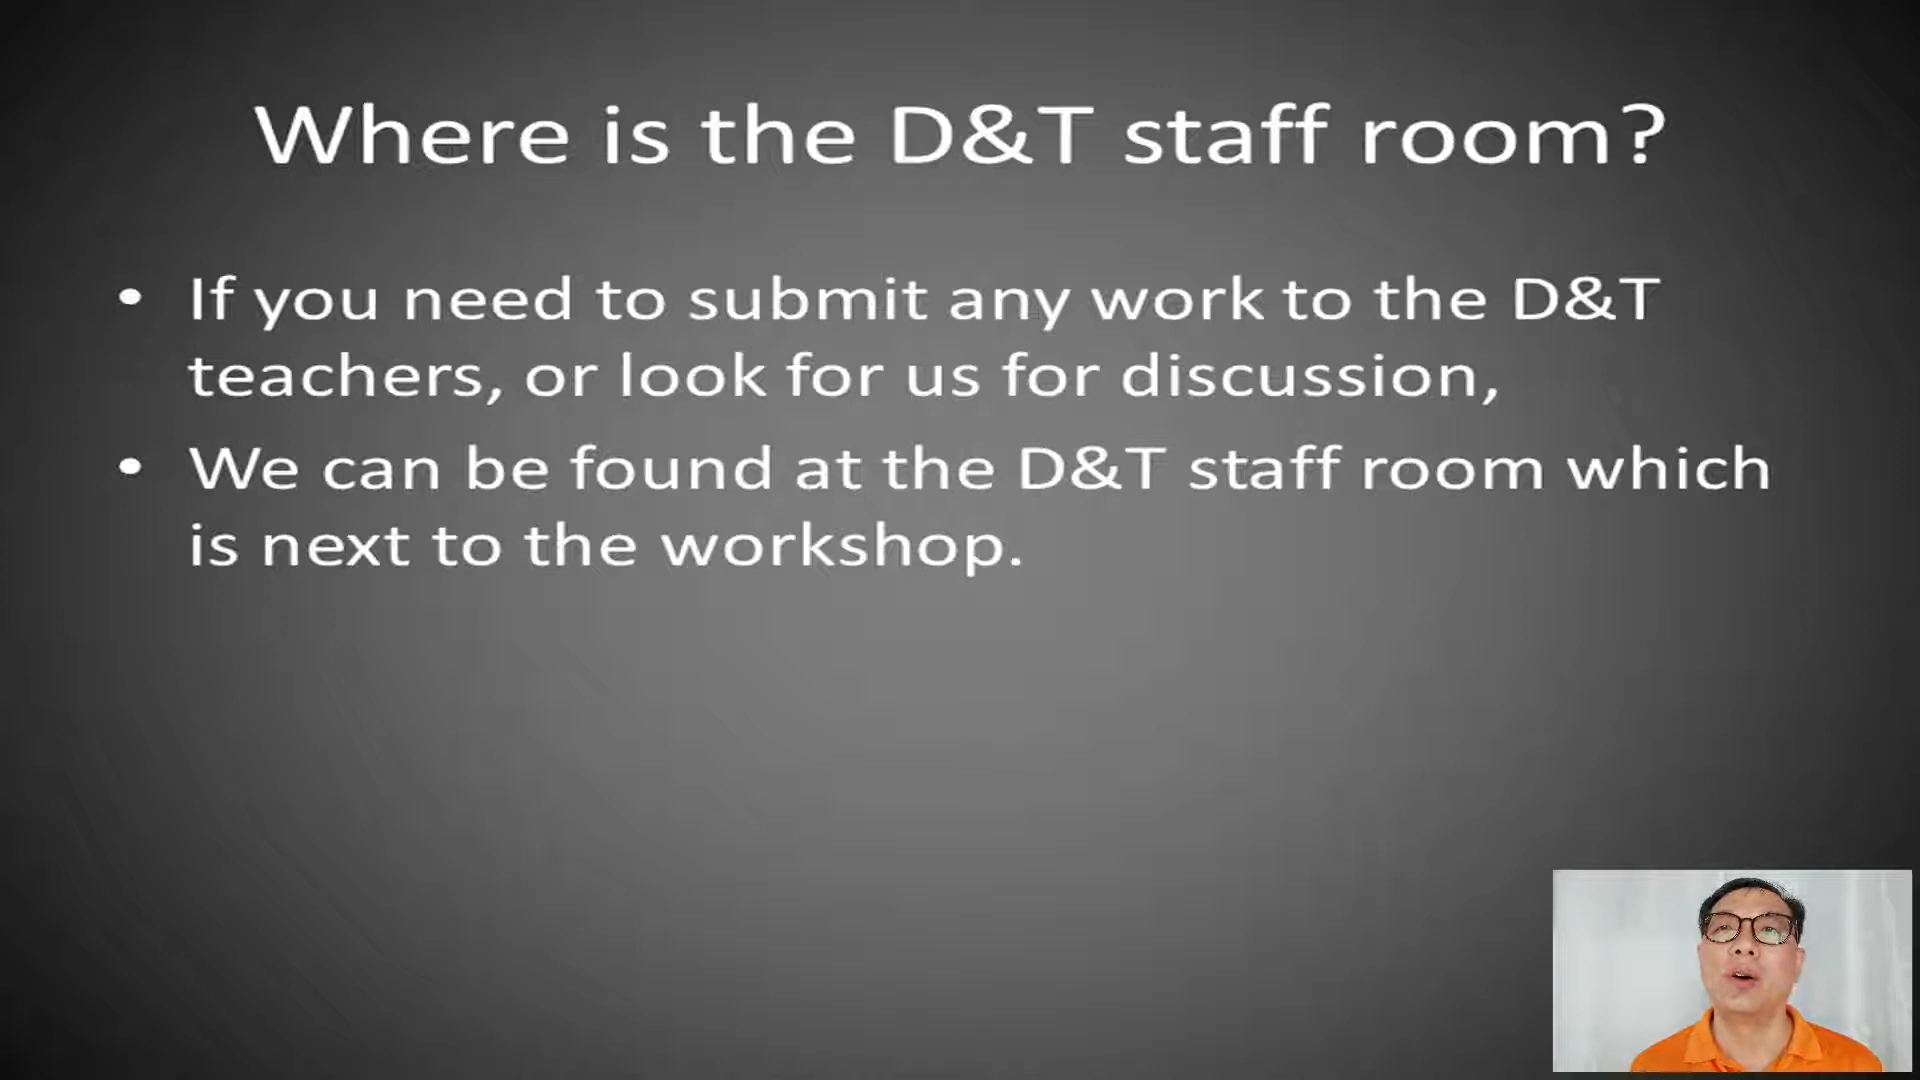 Where is the D&T staff room?
• If you need to submit any work to the D&T
teachers, or look for us for discussion,
• We can be found at the D&T staff room which
is next to the workshop.